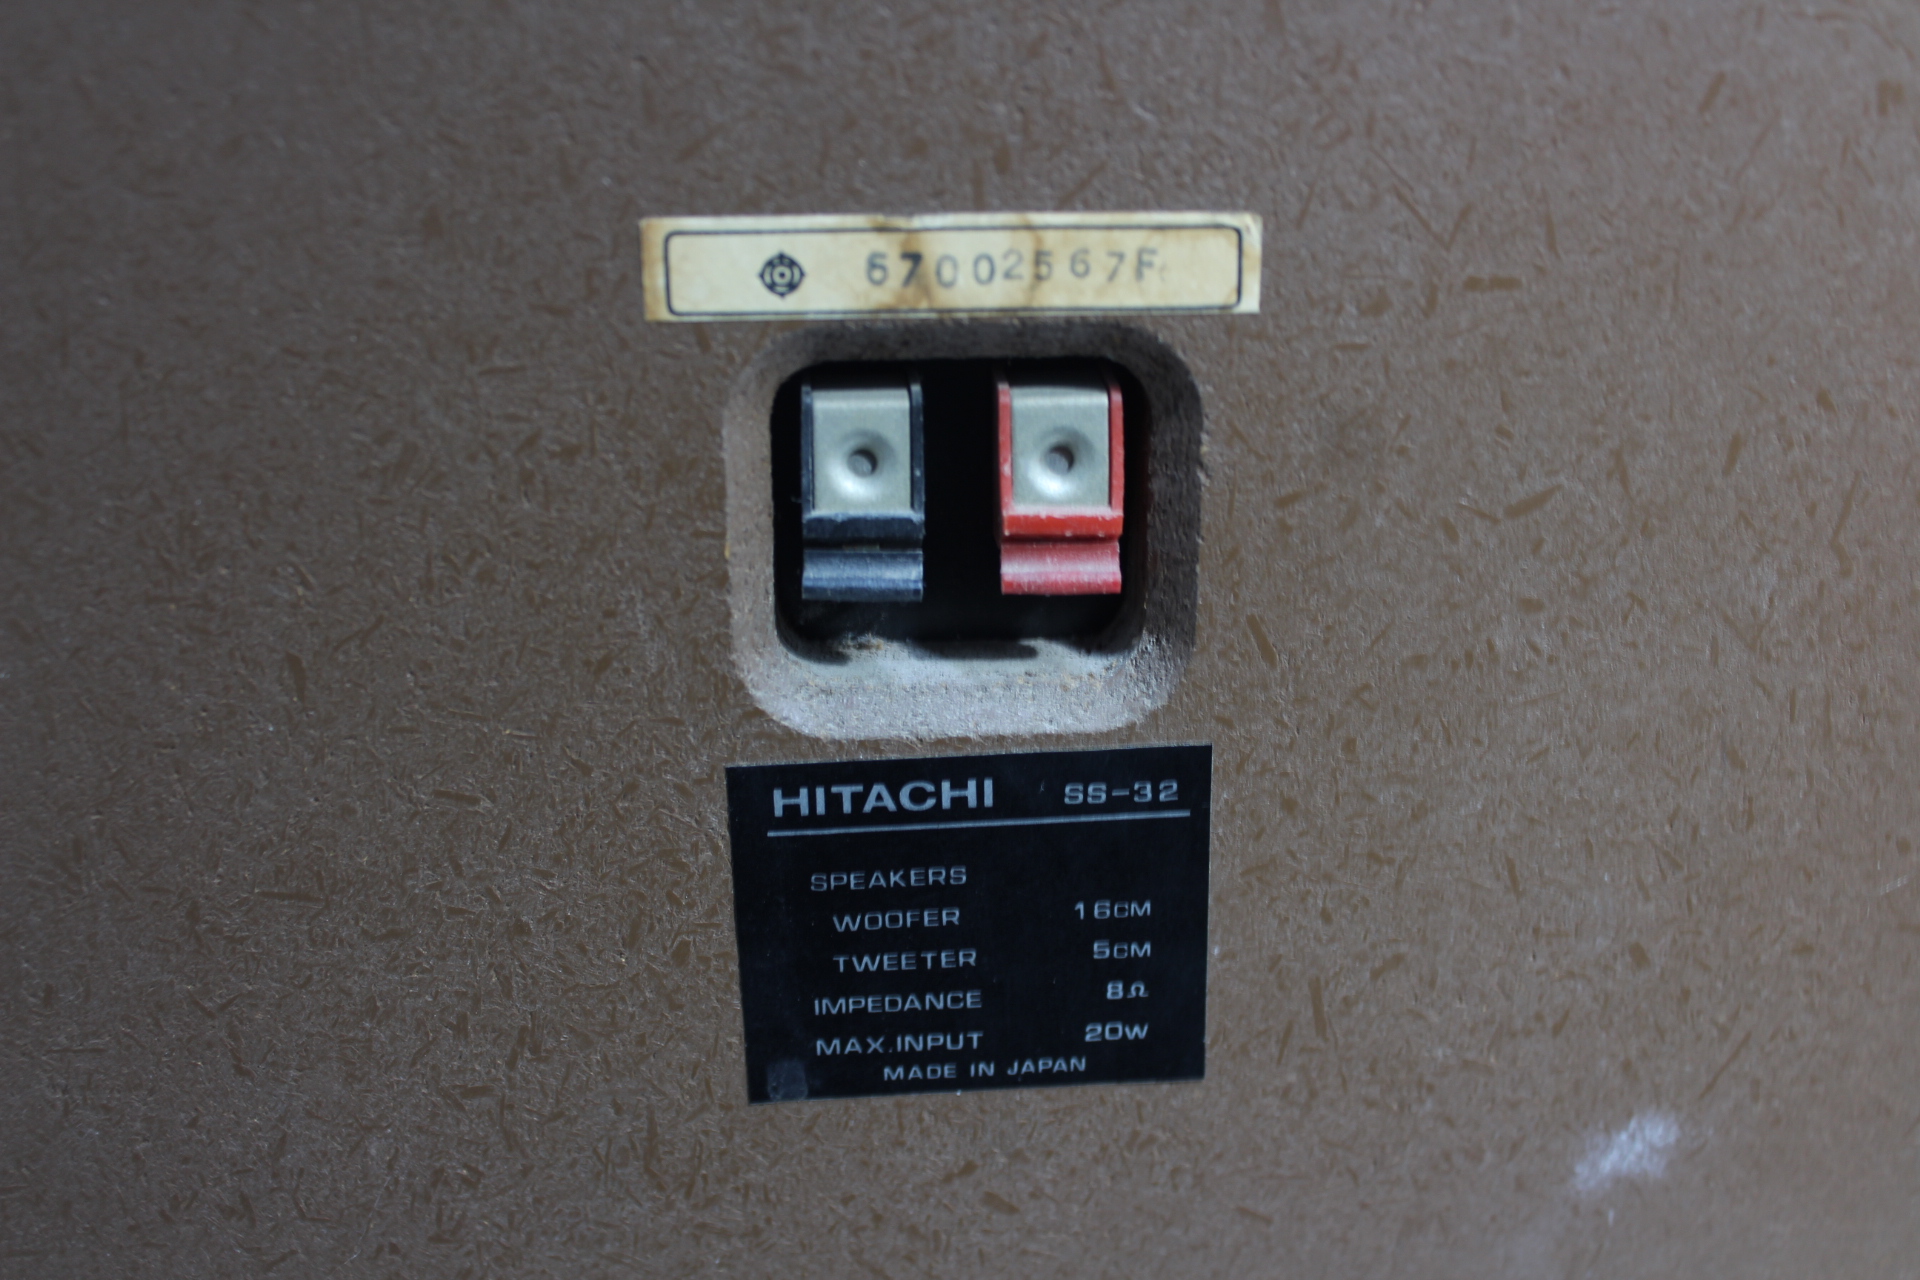 67002567F
HITACHI SS-32
SPEAKERS
WOOFER 16CM
TWEETER 5CM
IMPEDANCE 8Ω
MAX.INPUT 20W
MADE IN JAPAN